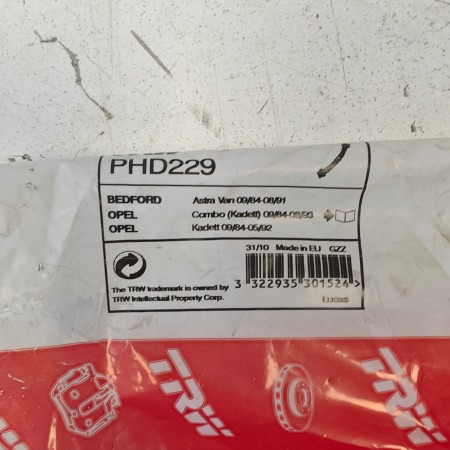 PHD229
BEDFORD Astra Van 09/84-08/91
OPEL Combo (Kadett) 09/84-08/93
OPEL Kadett 09/84-05/92
31/10 Made in EU GZZ
3 322935 301524 >
The TRW trademark is owned by
TRW Intellectual Property Corp.
Lucas
TRW
TRW